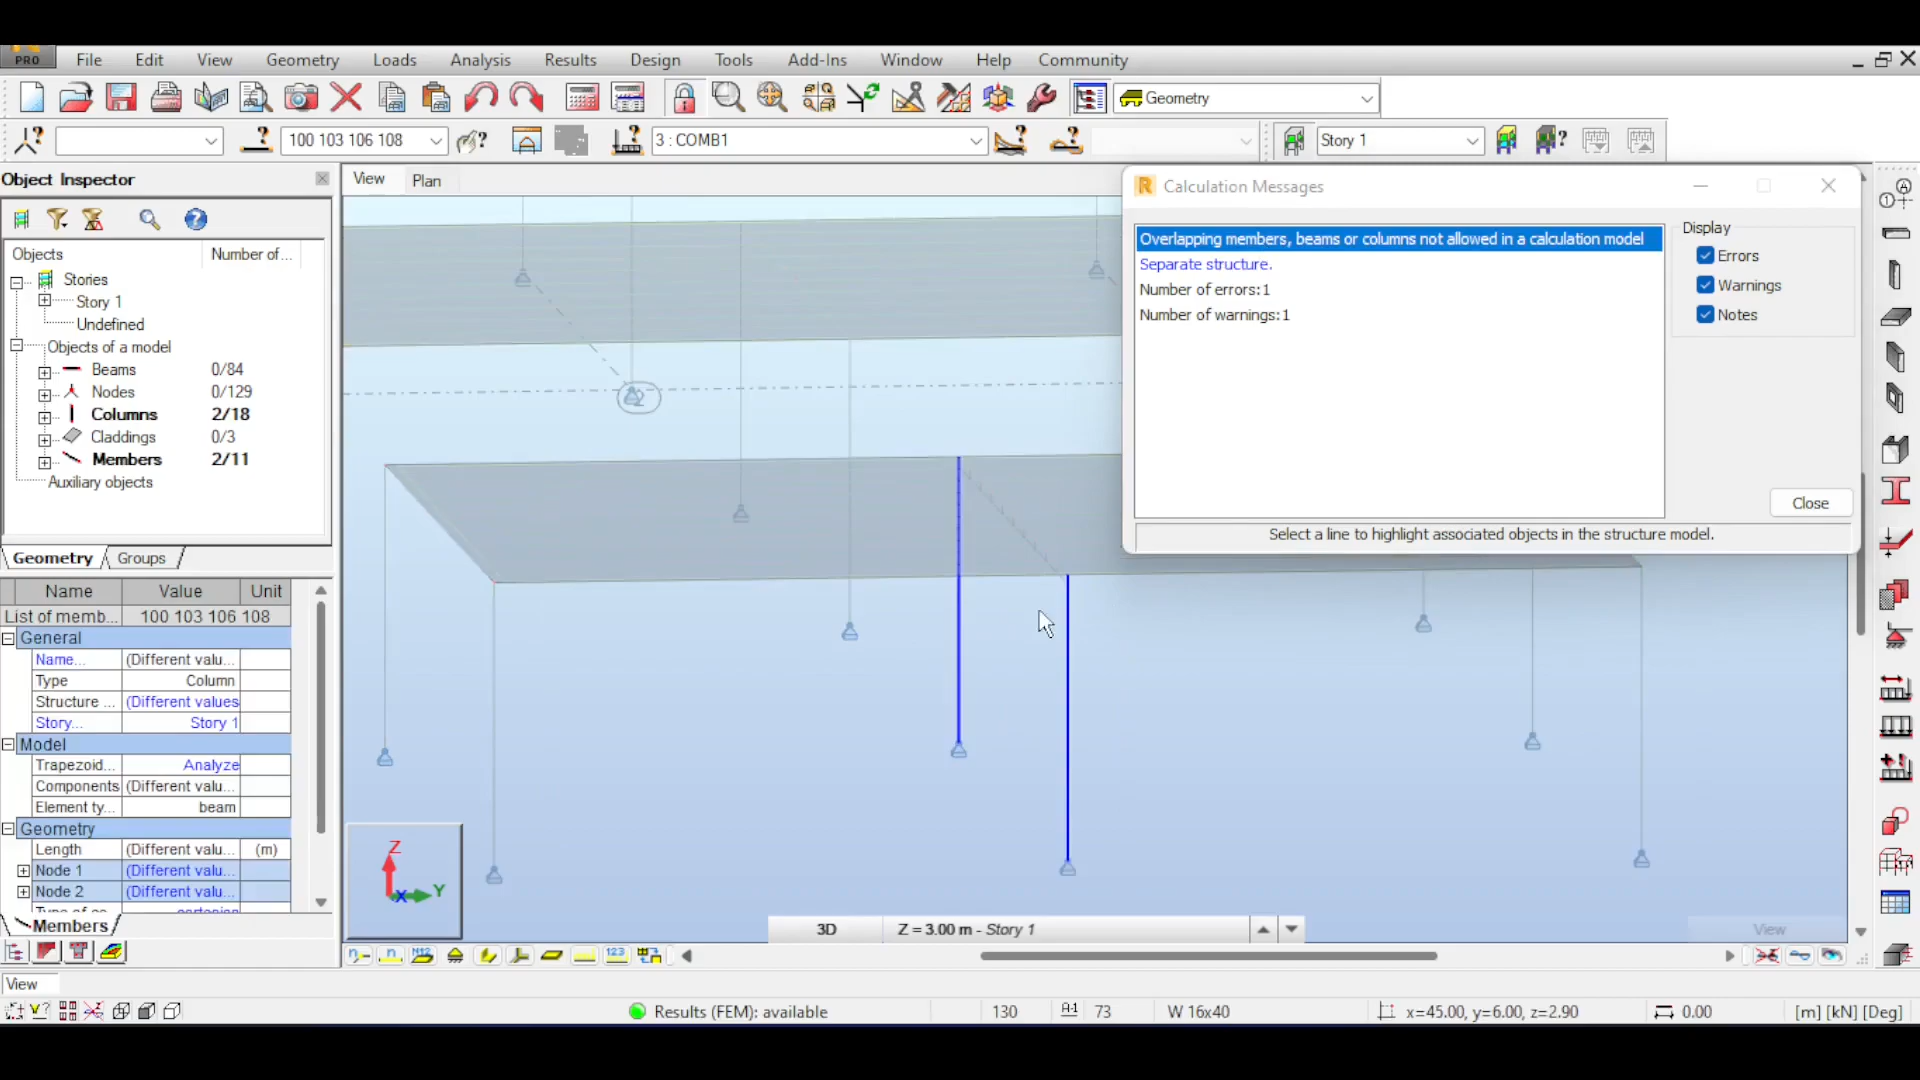 PRO
File Edit View Geometry Loads Analysis Results Design Tools Add-Ins Window Help Community
Geometry
100 103 106 108
3 : COMB1
Story 1
Object Inspector
View
Plan
Objects
Number of...
Stories
Story 1
Undefined
Objects of a model
Beams 0/84
Nodes 0/129
Columns 2/18
Claddings 0/3
Members 2/11
Auxiliary objects
Geometry
Groups
Name Value Unit
List of memb... 100 103 106 108
General
Name... (Different valu...
Type Column
Structure ... (Different values
Story... Story 1
Model
Trapezoid... Analyze
Components (Different valu...
Element ty... beam
Geometry
Length (Different valu... (m)
Node 1 (Different valu...
Node 2 (Different valu...
Members
2
Calculation Messages
Overlapping members, beams or columns not allowed in a calculation model
Separate structure.
Number of errors:1
Number of warnings:1
Display
Errors
Warnings
Notes
Close
Select a line to highlight associated objects in the structure model.
Z
X
Y
3D
Z = 3.00 m - Story 1
View
View
Results (FEM): available
130
73
W 16x40
x=45.00, y=6.00, z=2.90
0.00
[m] [kN] [Deg]